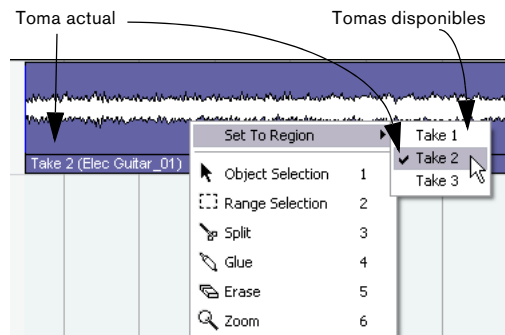 Toma actual
Tomas disponibles
Set To Region
Take 1
Take 2
Take 3
Take 2 (Elec Guitar_01)
Object Selection 1
Range Selection 2
Split 3
Glue 4
Erase 5
Zoom 6